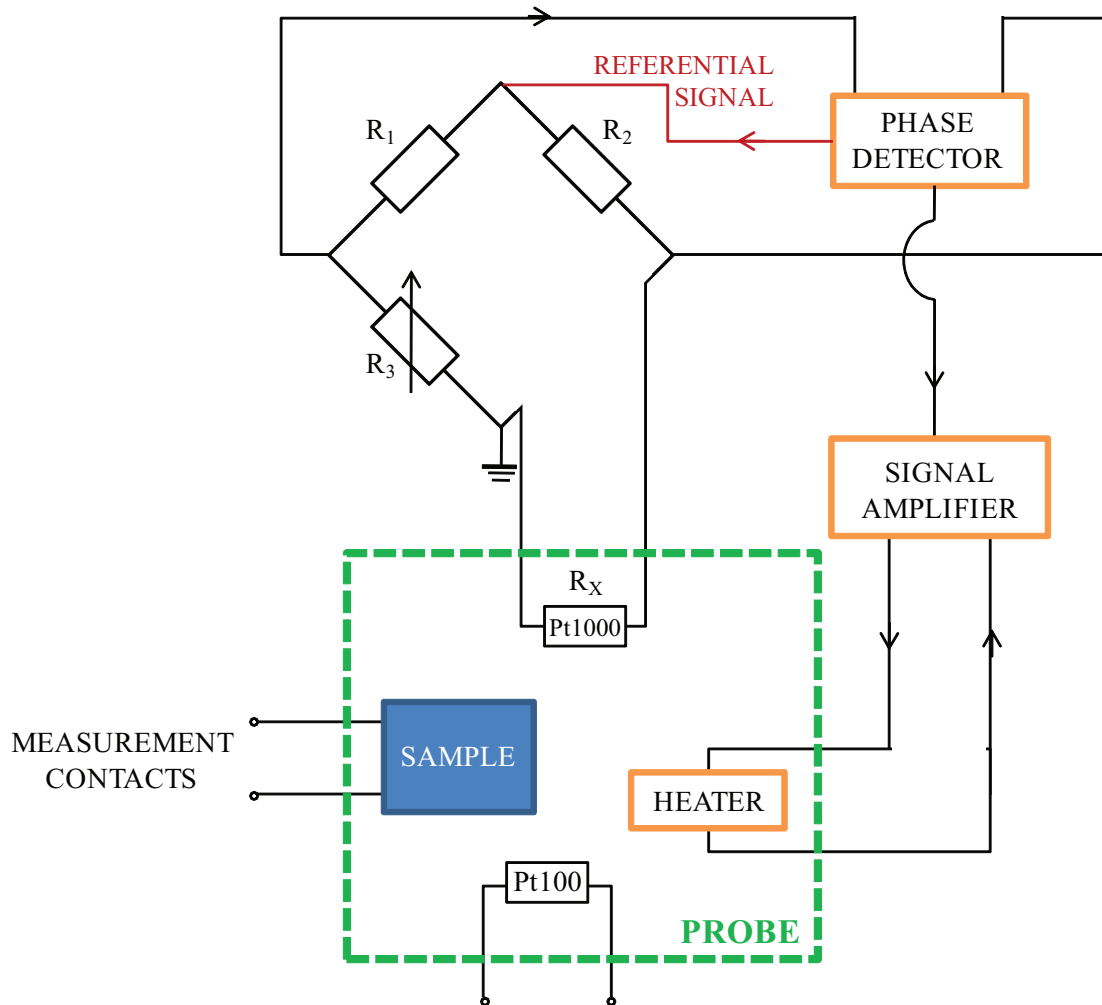 REFERENTIAL
SIGNAL
PHASE
DETECTOR
R1
R2
R3
SIGNAL
AMPLIFIER
RX
Pt1000
MEASUREMENT
CONTACTS
SAMPLE
HEATER
Pt100
PROBE